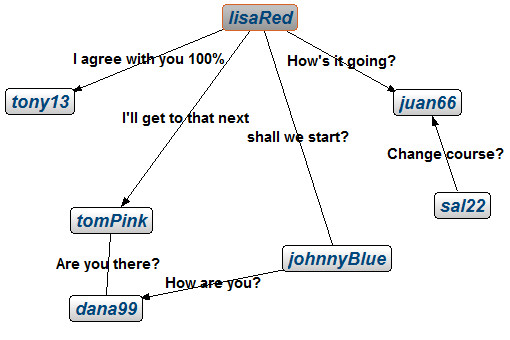 lisaRed
I agree with you 100%
How's it going?
tony13
juan66
I'll get to that next
shall we start?
Change course?
sal22
tomPink
Are you there?
johnnyBlue
How are you?
dana99